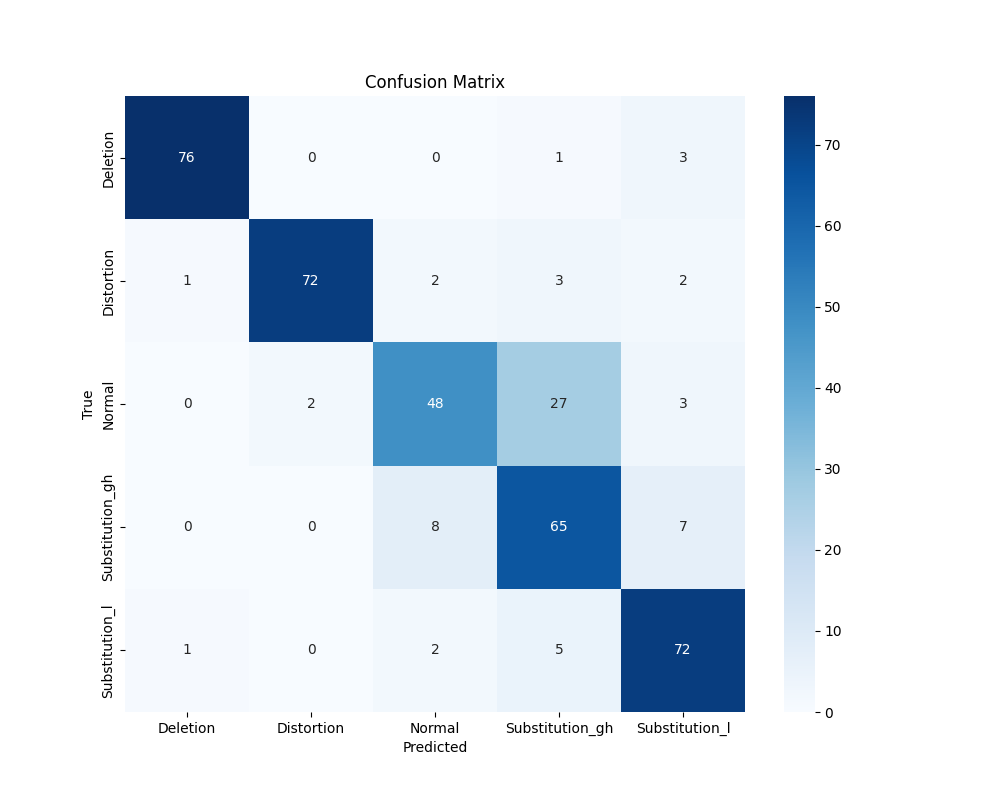 Confusion Matrix
Deletion 76 0 0 1 3 70
60
Distortion 1 72 2 3 2 50
True Normal 0 2 48 27 3 40
30
Substitution_gh 0 0 8 65 7 20
10
Substitution_l 1 0 2 5 72 0
Deletion Distortion Normal Substitution_gh Substitution_l
Predicted